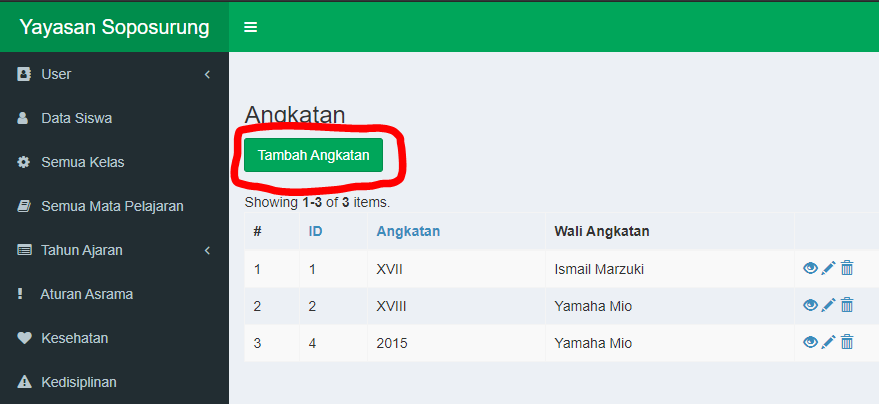 Yayasan Soposurung
User
Data Siswa
Semua Kelas
Semua Mata Pelajaran
Tahun Ajaran
Aturan Asrama
Kesehatan
Kedisiplinan
Angkatan
Tambah Angkatan
Showing 1-3 of 3 items.
# ID Angkatan Wali Angkatan
1 1 XVII Ismail Marzuki
2 2 XVIII Yamaha Mio
3 4 2015 Yamaha Mio